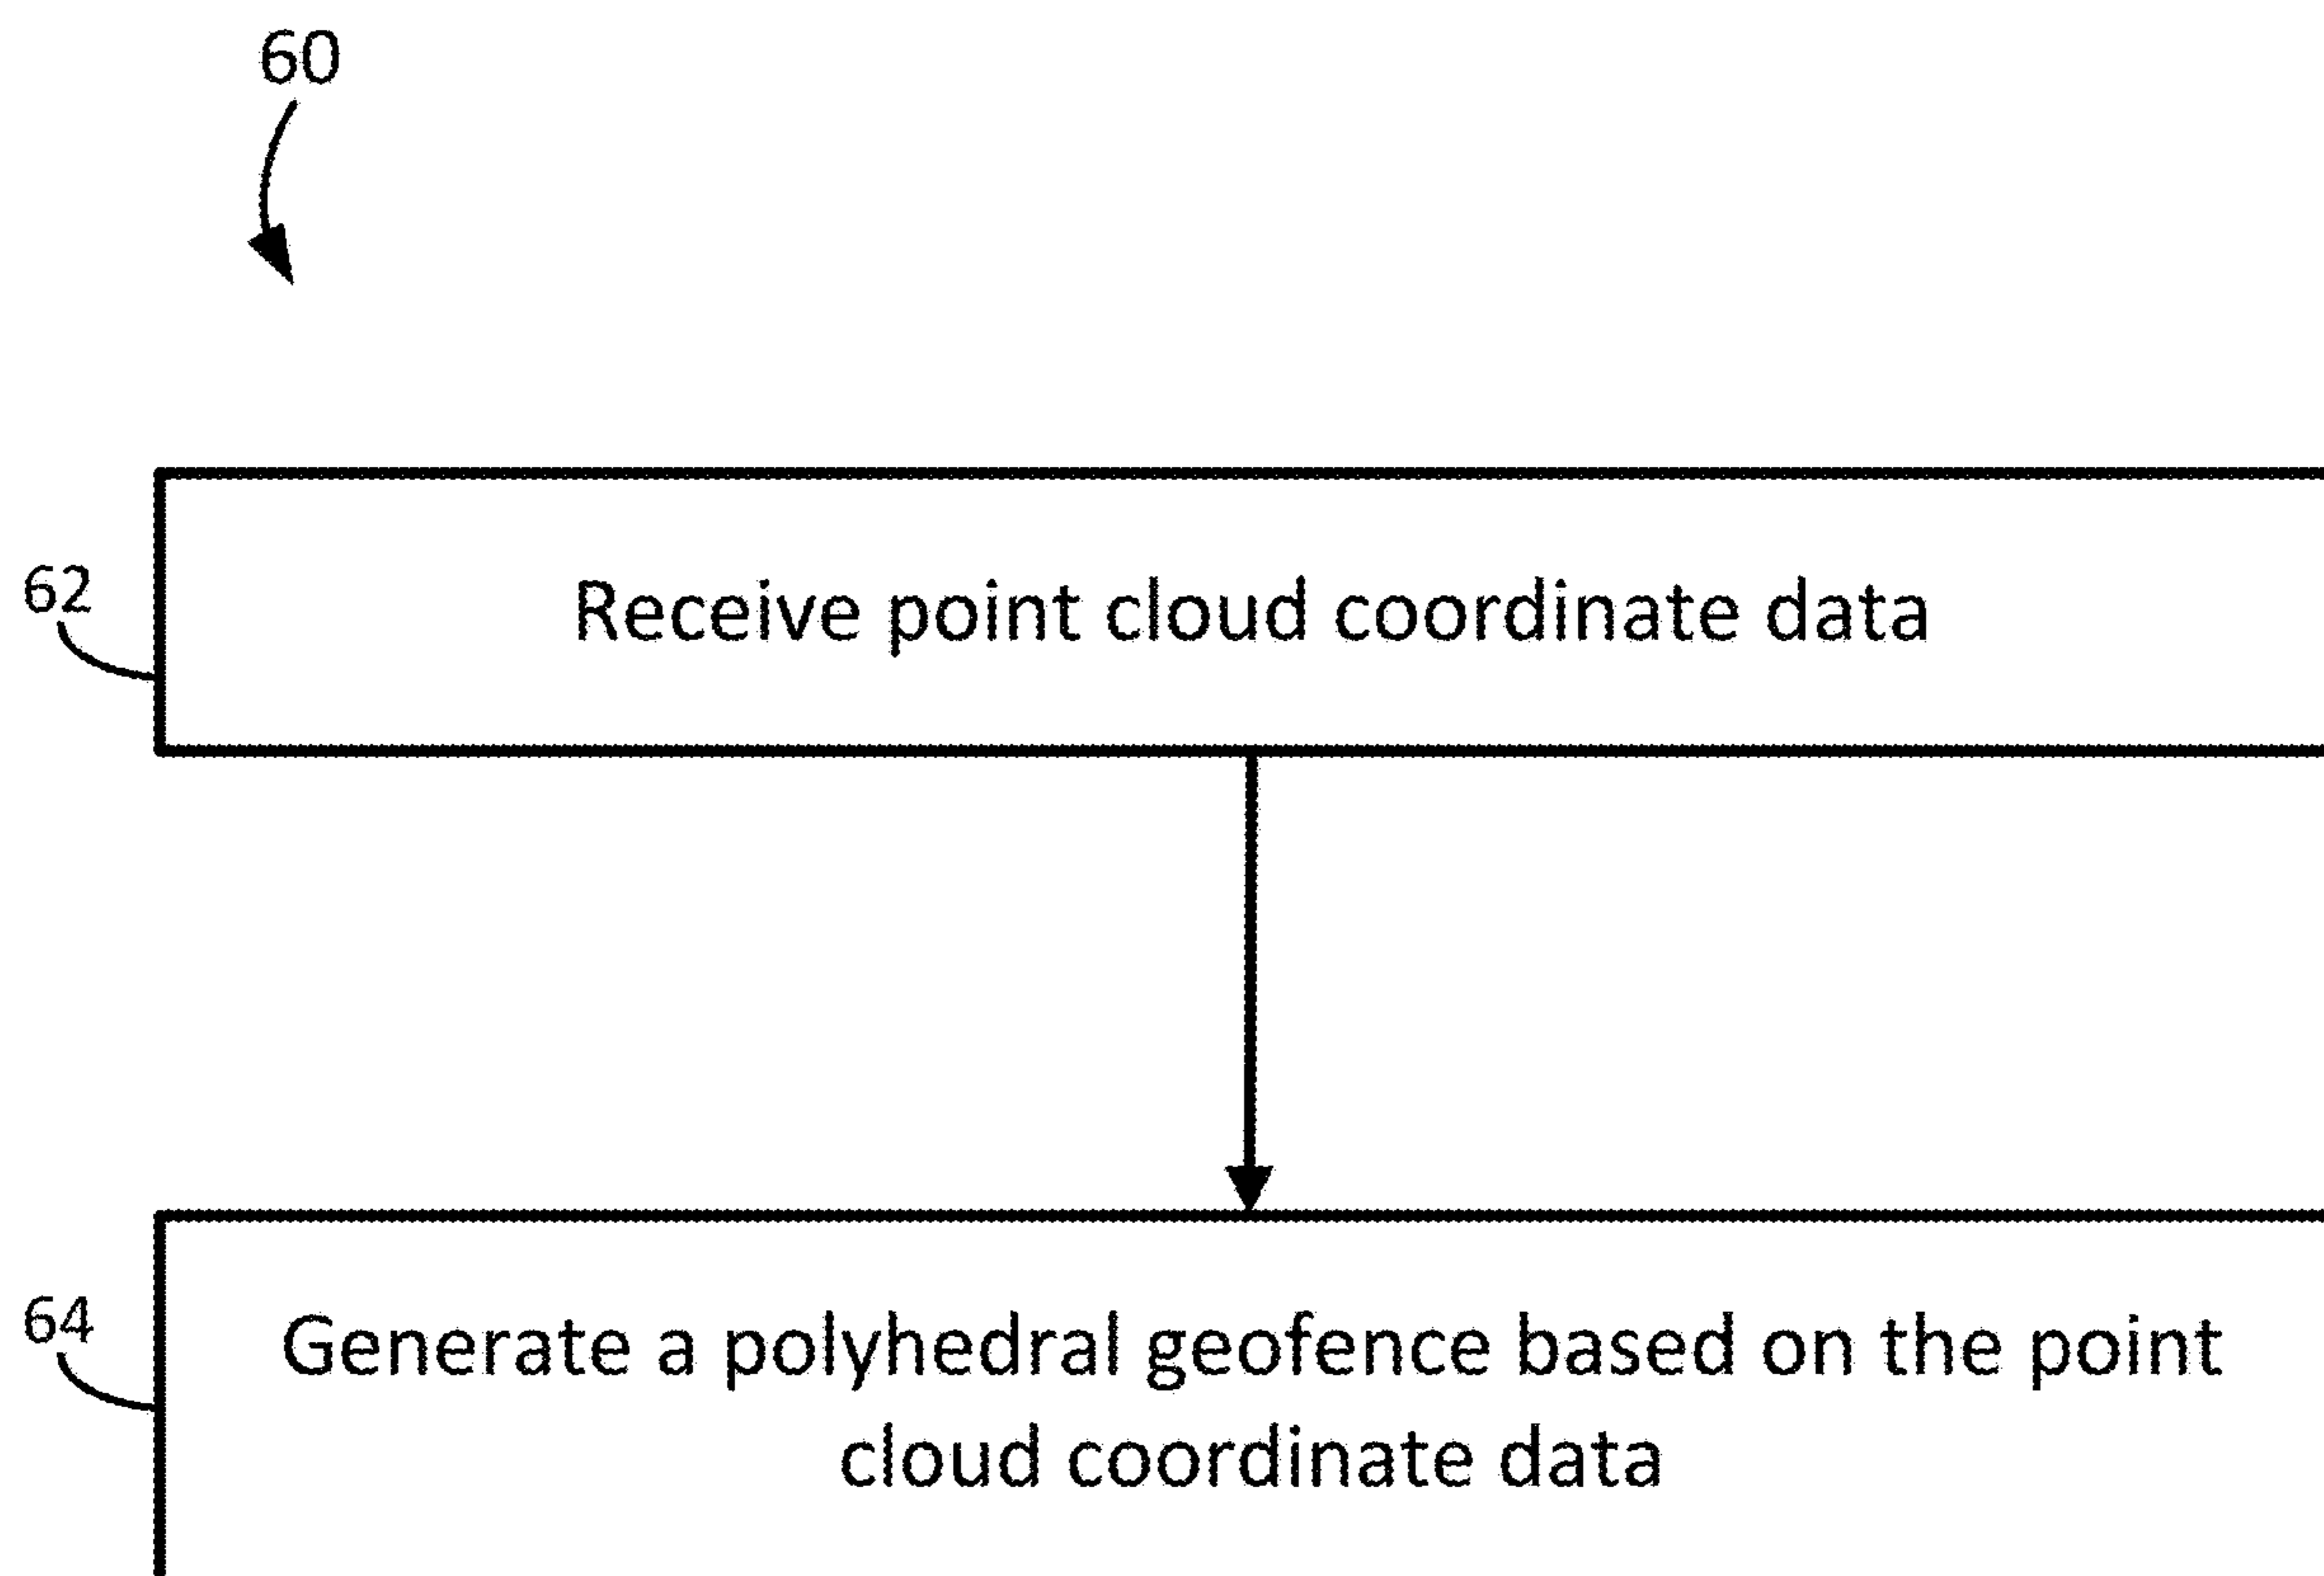 60
62
Receive point cloud coordinate data
64
Generate a polyhedral geofence based on the point
cloud coordinate data